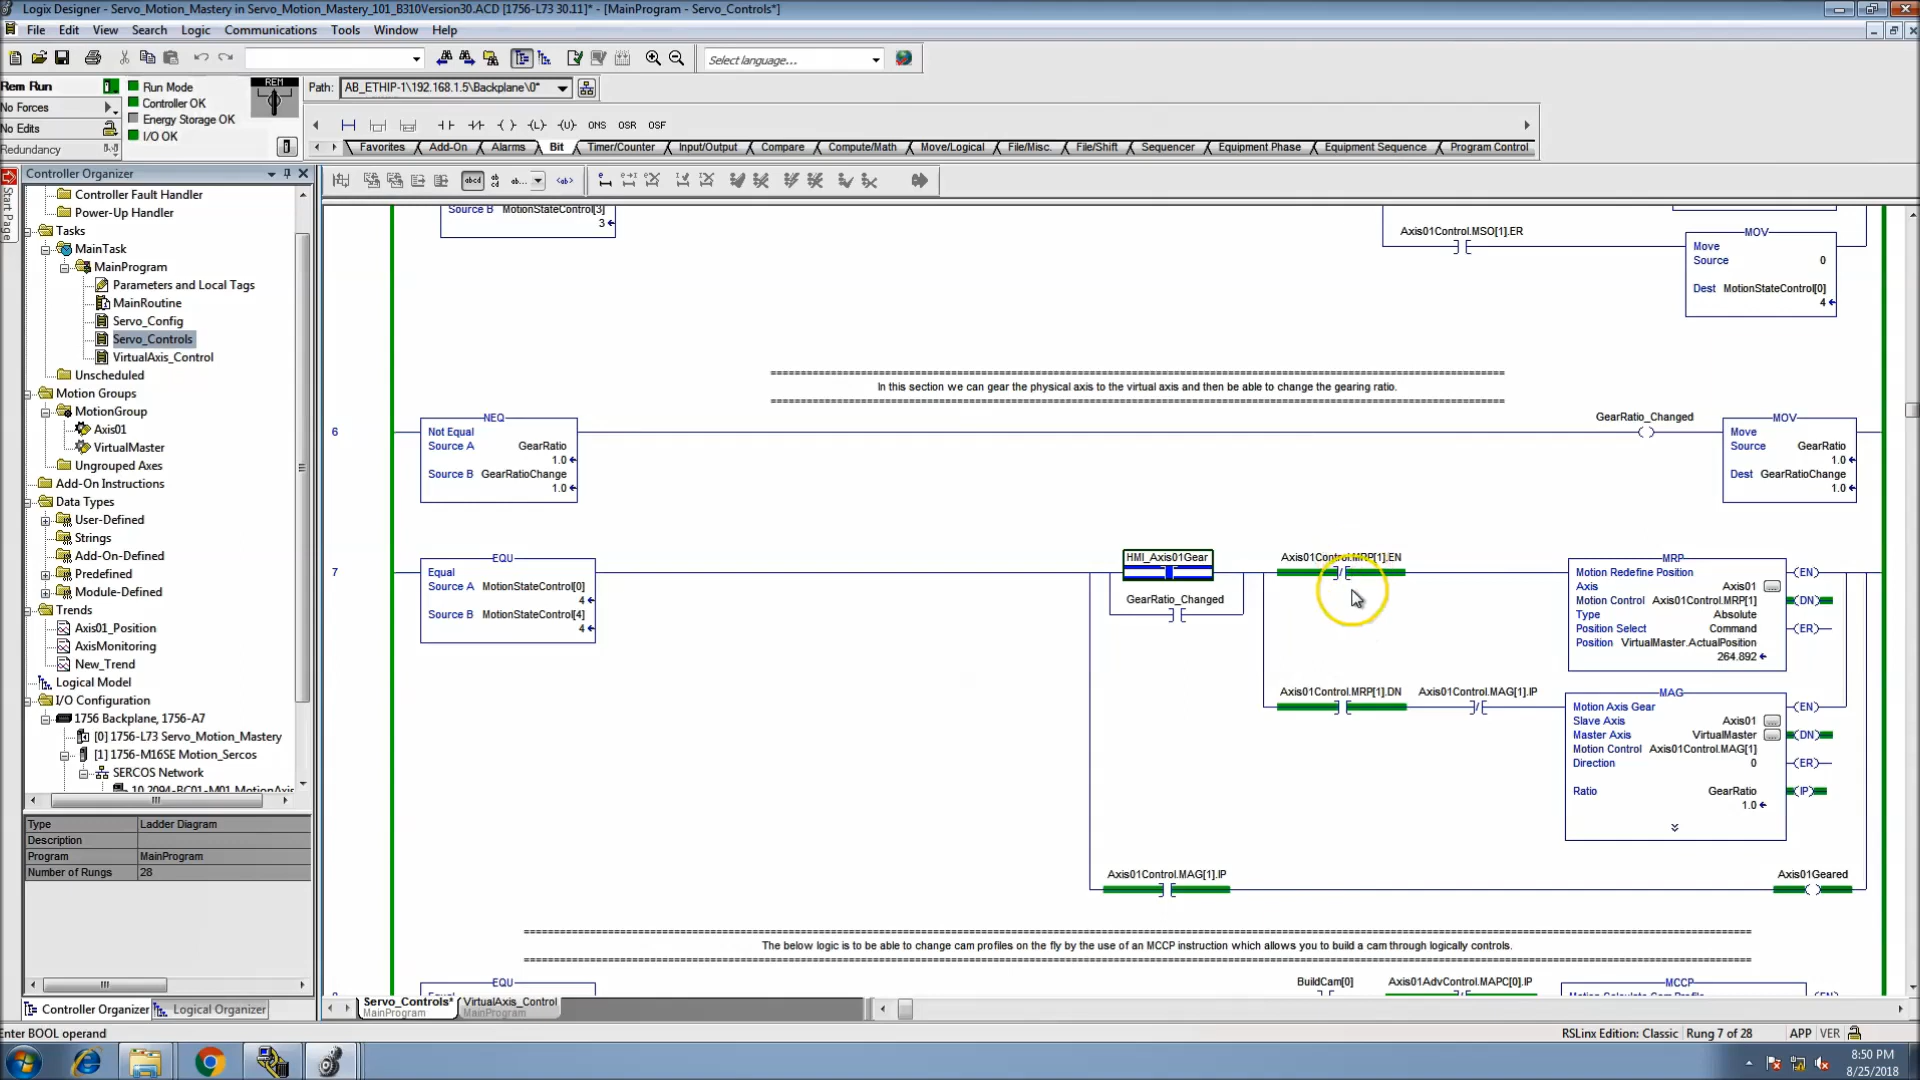 Logix Designer - Servo_Motion_Mastery in Servo_Motion_Mastery_101_B310Version30.ACD [1756-L73 30.11]* - [MainProgram - Servo_Controls*]
File Edit View Search Logic Communications Tools Window Help
Select language...
Rem Run
No Forces
No Edits
Redundancy
Run Mode
Controller OK
Energy Storage OK
I/O OK
REM
Path: AB_ETHIP-1\192.168.1.5\Backplane\0*
ONS OSR OSF
Favorites Add-On Alarms Bit Timer/Counter Input/Output Compare Compute/Math Move/Logical File/Misc. File/Shift Sequencer Equipment Phase Equipment Sequence Program Control
Start Page
Controller Organizer
Controller Fault Handler
Power-Up Handler
Tasks
MainTask
MainProgram
Parameters and Local Tags
MainRoutine
Servo_Config
Servo_Controls
VirtualAxis_Control
Unscheduled
Motion Groups
MotionGroup
Axis01
VirtualMaster
Ungrouped Axes
Add-On Instructions
Data Types
User-Defined
Strings
Add-On-Defined
Predefined
Module-Defined
Trends
Axis01_Position
AxisMonitoring
New_Trend
Logical Model
I/O Configuration
1756 Backplane, 1756-A7
[0] 1756-L73 Servo_Motion_Mastery
[1] 1756-M16SE Motion_Sercos
SERCOS Network
10 2094-BC01-M01 MotionAxis
Type Ladder Diagram
Description
Program MainProgram
Number of Rungs 28
Controller Organizer Logical Organizer
Source B MotionStateControl[3]
3
Axis01Control.MSO[1].ER
MOV
Move
Source 0
Dest MotionStateControl[0]
4
In this section we can gear the physical axis to the virtual axis and then be able to change the gearing ratio.
6
NEQ
Not Equal
Source A GearRatio
1.0
Source B GearRatioChange
1.0
GearRatio_Changed
MOV
Move
Source GearRatio
1.0
Dest GearRatioChange
1.0
7
EQU
Equal
Source A MotionStateControl[0]
4
Source B MotionStateControl[4]
4
HMI_Axis01Gear
GearRatio_Changed
Axis01Control.MRP[1].EN
MRP
Motion Redefine Position
Axis Axis01
Motion Control Axis01Control.MRP[1]
Type Absolute
Position Select Command
Position VirtualMaster.ActualPosition
264.892
EN
DN
ER
Axis01Control.MRP[1].DN
Axis01Control.MAG[1].IP
MAG
Motion Axis Gear
Slave Axis Axis01
Master Axis VirtualMaster
Motion Control Axis01Control.MAG[1]
Direction 0
Ratio GearRatio
1.0
EN
DN
ER
IP
Axis01Control.MAG[1].IP
Axis01Geared
The below logic is to be able to change cam profiles on the fly by the use of an MCCP instruction which allows you to build a cam through logically controls.
EQU
BuildCam[0]
Axis01AdvControl.MAPC[0].IP
MCCP
Servo_Controls*
MainProgram
VirtualAxis_Control
MainProgram
Enter BOOL operand
RSLinx Edition: Classic Rung 7 of 28 APP VER
8:50 PM
8/25/2018